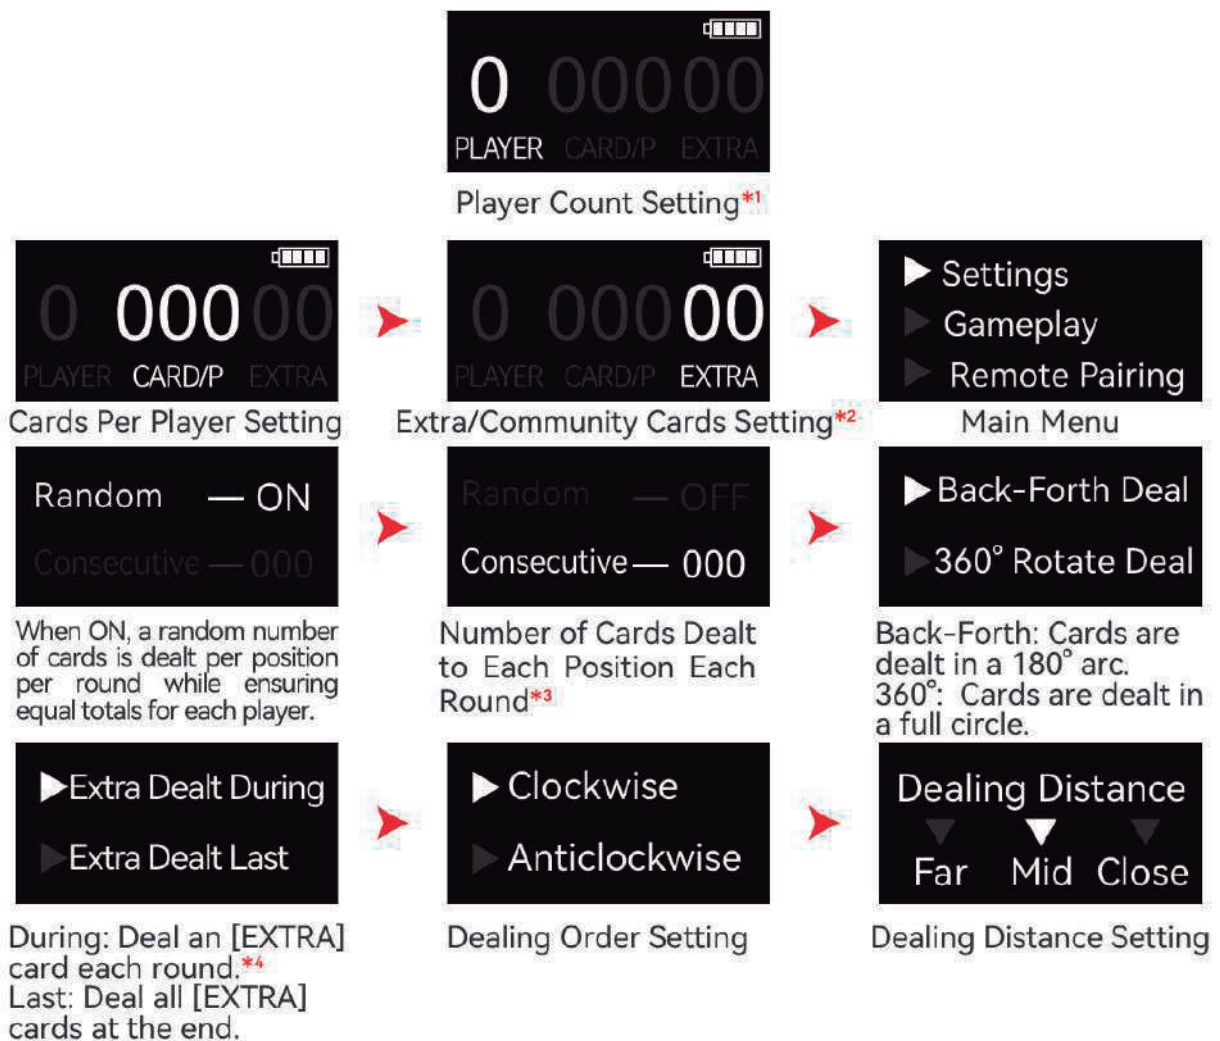 0 000 00
PLAYER CARD/P EXTRA
Player Count Setting*1
0 000 00
PLAYER CARD/P EXTRA
Cards Per Player Setting
0 000 00
PLAYER CARD/P EXTRA
Extra/Community Cards Setting*2
Settings
Gameplay
Remote Pairing
Main Menu
Random — ON
Consecutive — 000
When ON, a random number
of cards is dealt per position
per round while ensuring
equal totals for each player.
Random — OFF
Consecutive — 000
Number of Cards Dealt
to Each Position Each
Round*3
Back-Forth Deal
360° Rotate Deal
Back-Forth: Cards are
dealt in a 180° arc.
360°: Cards are dealt in
a full circle.
Extra Dealt During
Extra Dealt Last
During: Deal an [EXTRA]
card each round.*4
Last: Deal all [EXTRA]
cards at the end.
Clockwise
Anticlockwise
Dealing Order Setting
Dealing Distance
Far Mid Close
Dealing Distance Setting